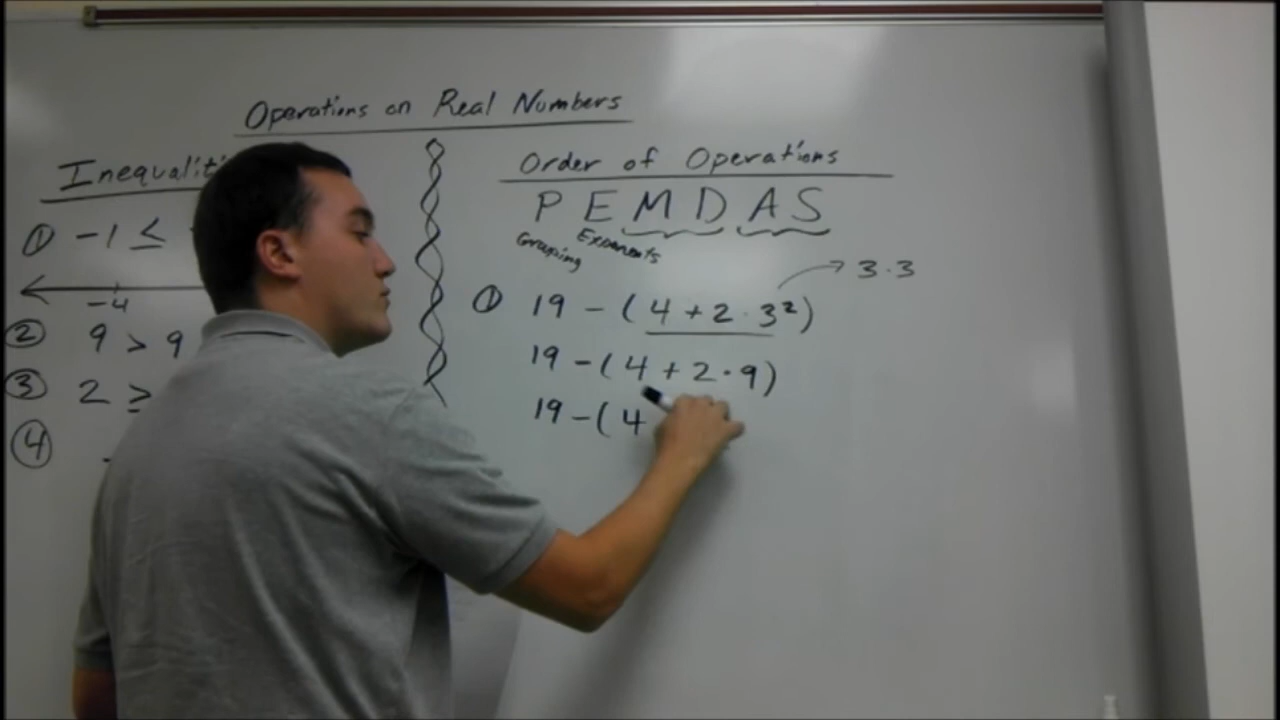 Operations on Real Numbers
Inequaliti
① -1 ≤
-4
② 9 > 9
③ 2 ≥
④
Order of Operations
P E M D A S
Grouping Exponents
① 19 - (4 + 2 · 3²) → 3·3
19 - (4 + 2 · 9)
19 - (4